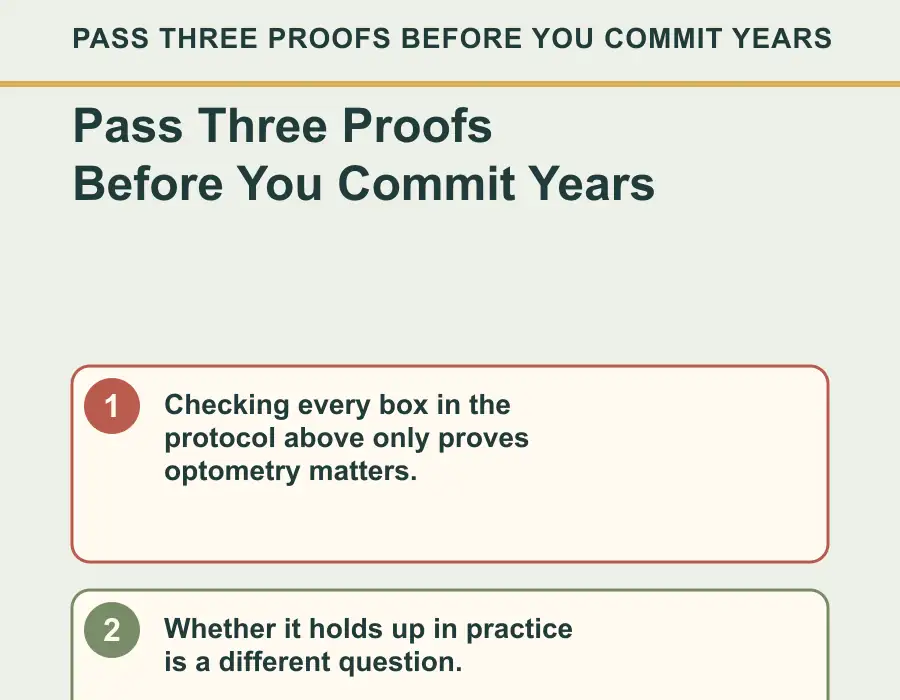 PASS THREE PROOFS BEFORE YOU COMMIT YEARS
Pass Three Proofs
Before You Commit Years
1
Checking every box in the
protocol above only proves
optometry matters.
2
Whether it holds up in practice
is a different question.